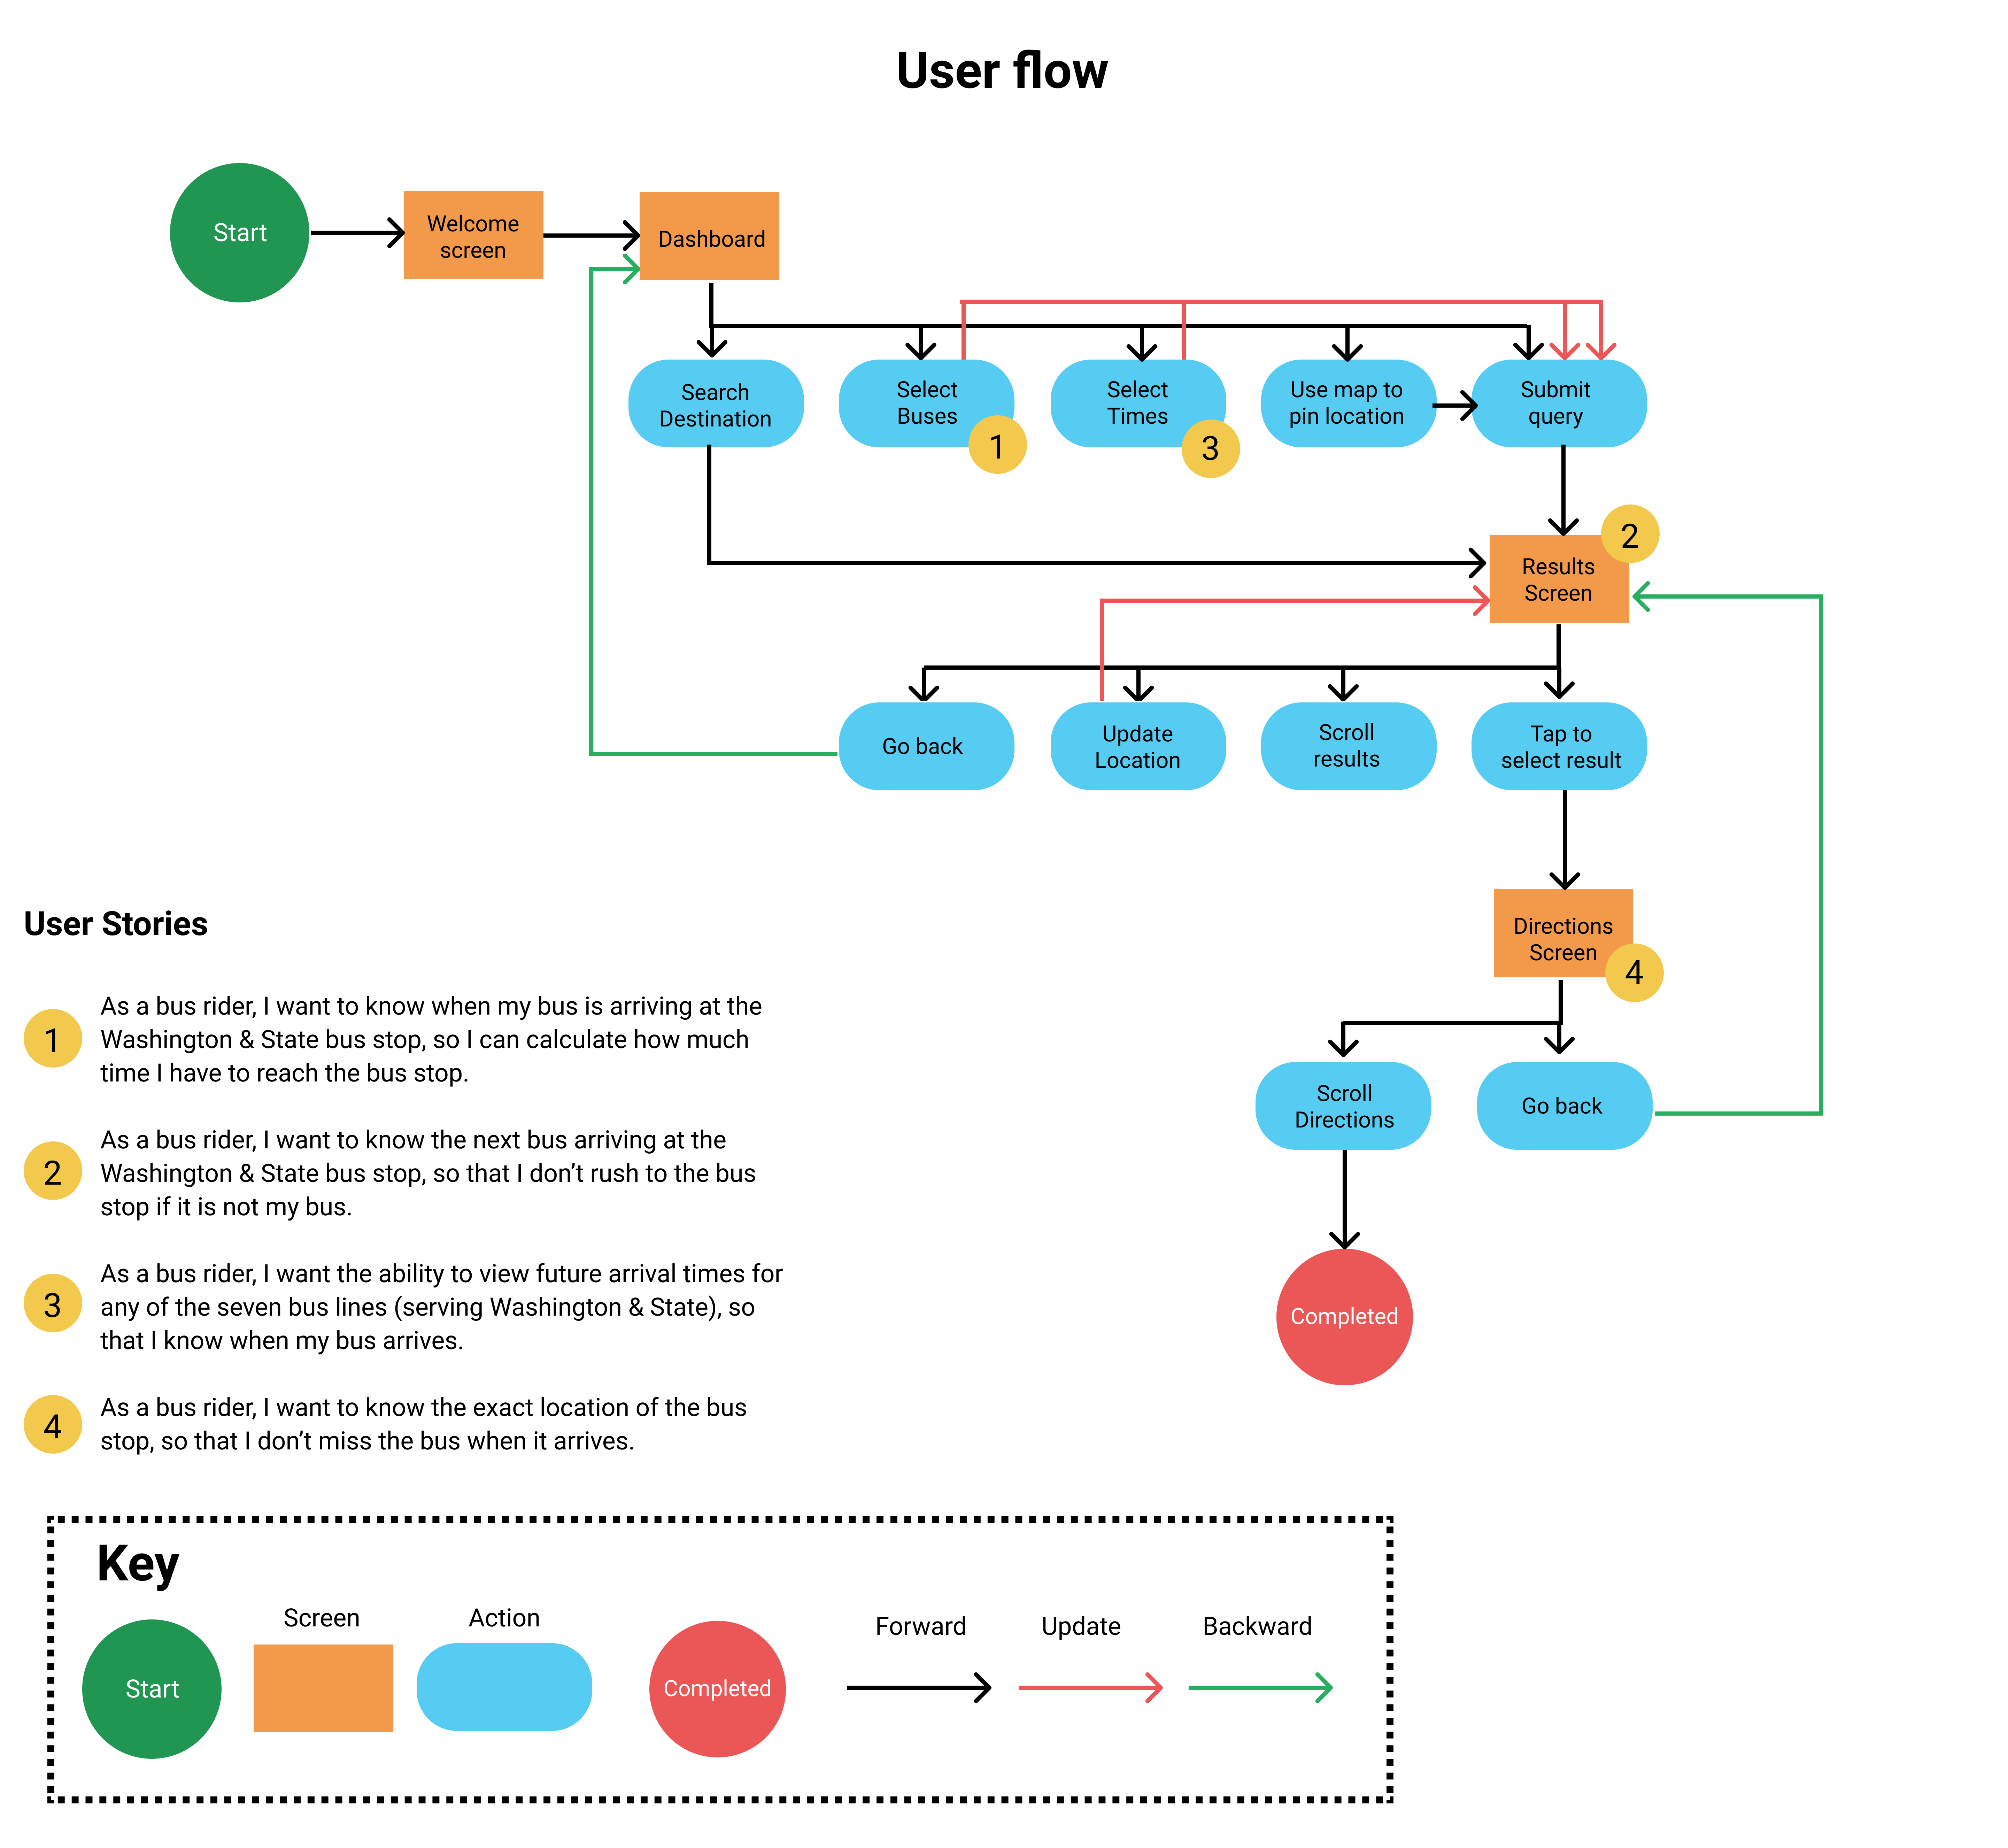 User flow
Start
Welcome
screen
Dashboard
Search
Destination
Select
Buses
1
Select
Times
3
Use map to
pin location
Submit
query
2
Results
Screen
Go back
Update
Location
Scroll
results
Tap to
select result
Directions
Screen
4
Scroll
Directions
Go back
Completed
User Stories
1
As a bus rider, I want to know when my bus is arriving at the
Washington & State bus stop, so I can calculate how much
time I have to reach the bus stop.
2
As a bus rider, I want to know the next bus arriving at the
Washington & State bus stop, so that I don’t rush to the bus
stop if it is not my bus.
3
As a bus rider, I want the ability to view future arrival times for
any of the seven bus lines (serving Washington & State), so
that I know when my bus arrives.
4
As a bus rider, I want to know the exact location of the bus
stop, so that I don’t miss the bus when it arrives.
Key
Start
Screen
Action
Completed
Forward
Update
Backward